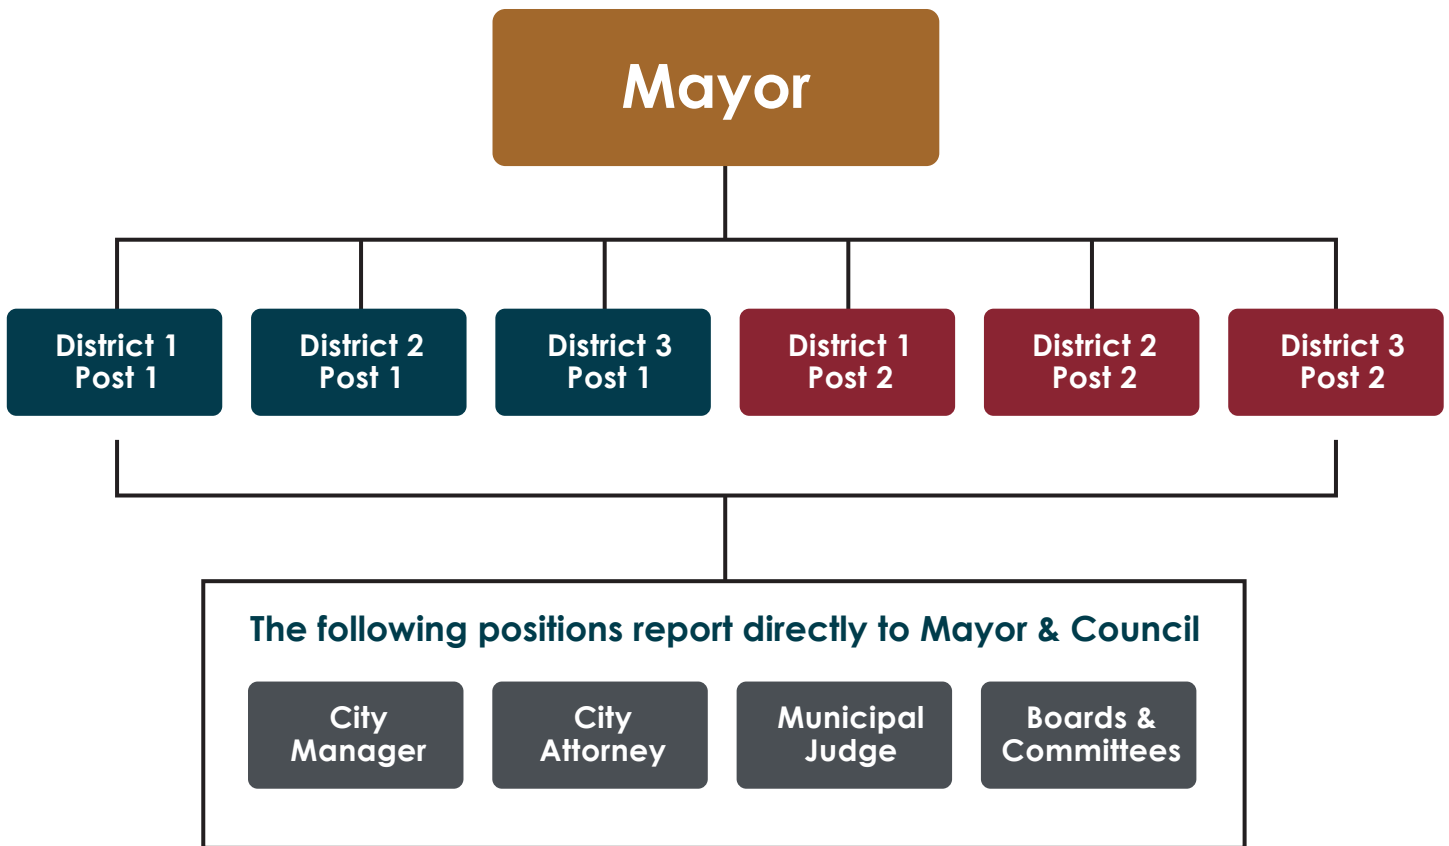 Mayor
District 1
Post 1
District 2
Post 1
District 3
Post 1
District 1
Post 2
District 2
Post 2
District 3
Post 2
The following positions report directly to Mayor & Council
City
Manager
City
Attorney
Municipal
Judge
Boards &
Committees